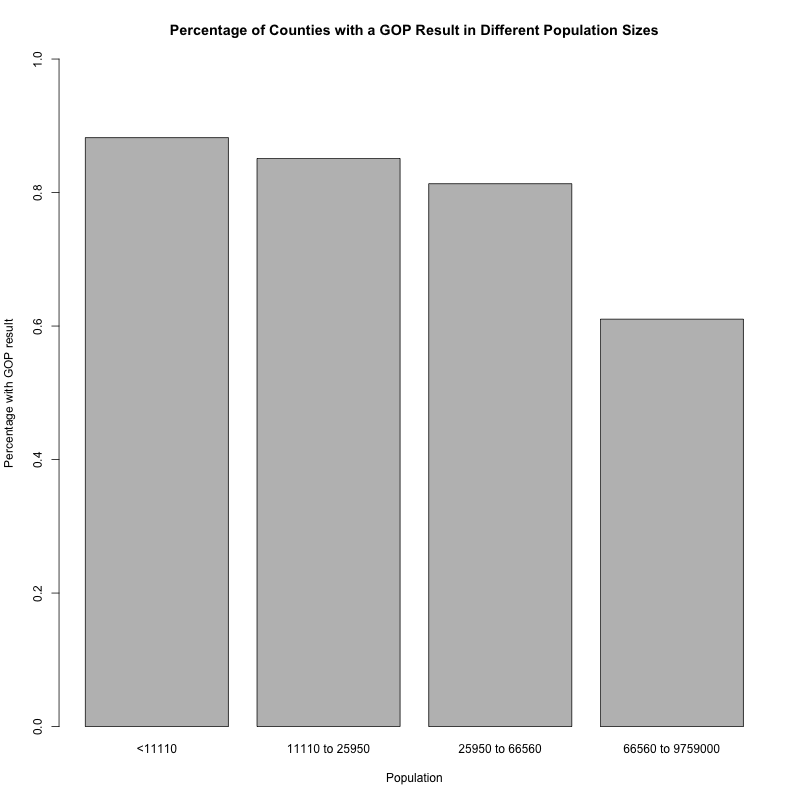 Percentage of Counties with a GOP Result in Different Population Sizes
Percentage with GOP result
1.0
0.8
0.6
0.4
0.2
0.0
<11110
11110 to 25950
25950 to 66560
66560 to 9759000
Population